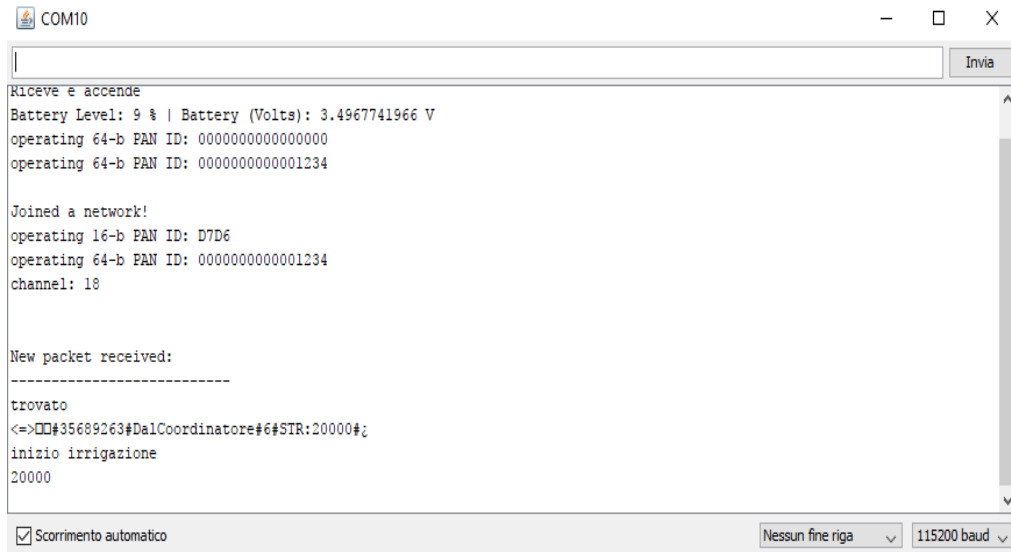 COM10
Invia
Riceve e accende
Battery Level: 9 % | Battery (Volts): 3.4967741966 V
operating 64-b PAN ID: 0000000000000000
operating 64-b PAN ID: 0000000000001234
Joined a network!
operating 16-b PAN ID: D7D6
operating 64-b PAN ID: 0000000000001234
channel: 18
New packet received:
---------------------------
trovato
<=>□□#35689263#DalCoordinatore#6#STR:20000#¿
inizio irrigazione
20000
Scorrimento automatico
Nessun fine riga
115200 baud